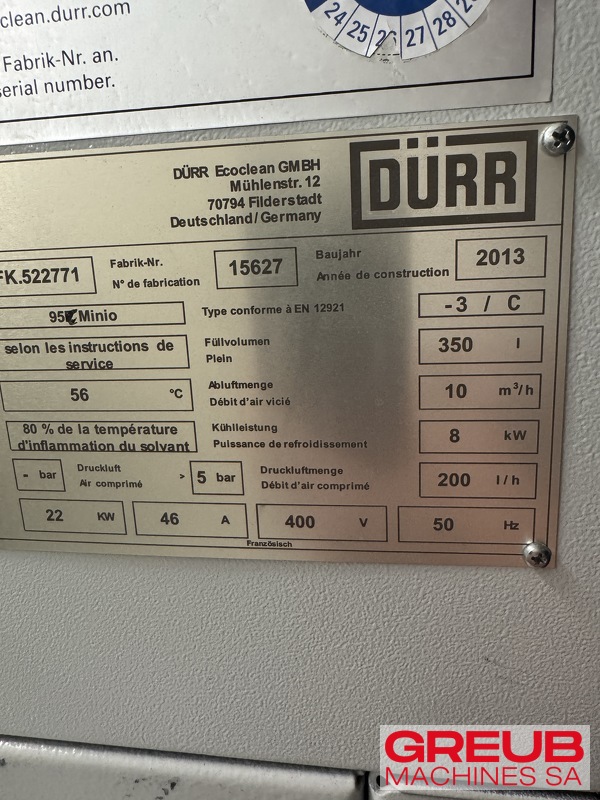 clean.durr.com
Fabrik-Nr. an.
serial number.
24 25 26 27 28 29
DÜRR Ecoclean GMBH
Mühlenstr. 12
70794 Filderstadt
Deutschland/Germany
DÜRR
FK.522771
Fabrik-Nr.
N° de fabrication
15627
Baujahr
Année de construction
2013
Minio
Type conforme à EN 12921
-3 / C
selon les instructions de
service
Füllvolumen
Plein
350 l
56 °C
Abluftmenge
Débit d'air vicié
10 m³/h
80 % de la température
d'inflammation du solvant
Kühlleistung
Puissance de refroidissement
8 kW
- bar
Druckluft
Air comprimé
> 5 bar
Druckluftmenge
Débit d'air comprimé
200 l/h
22 KW
46 A
400 V
50 Hz
Französisch
GREUB
MACHINES SA